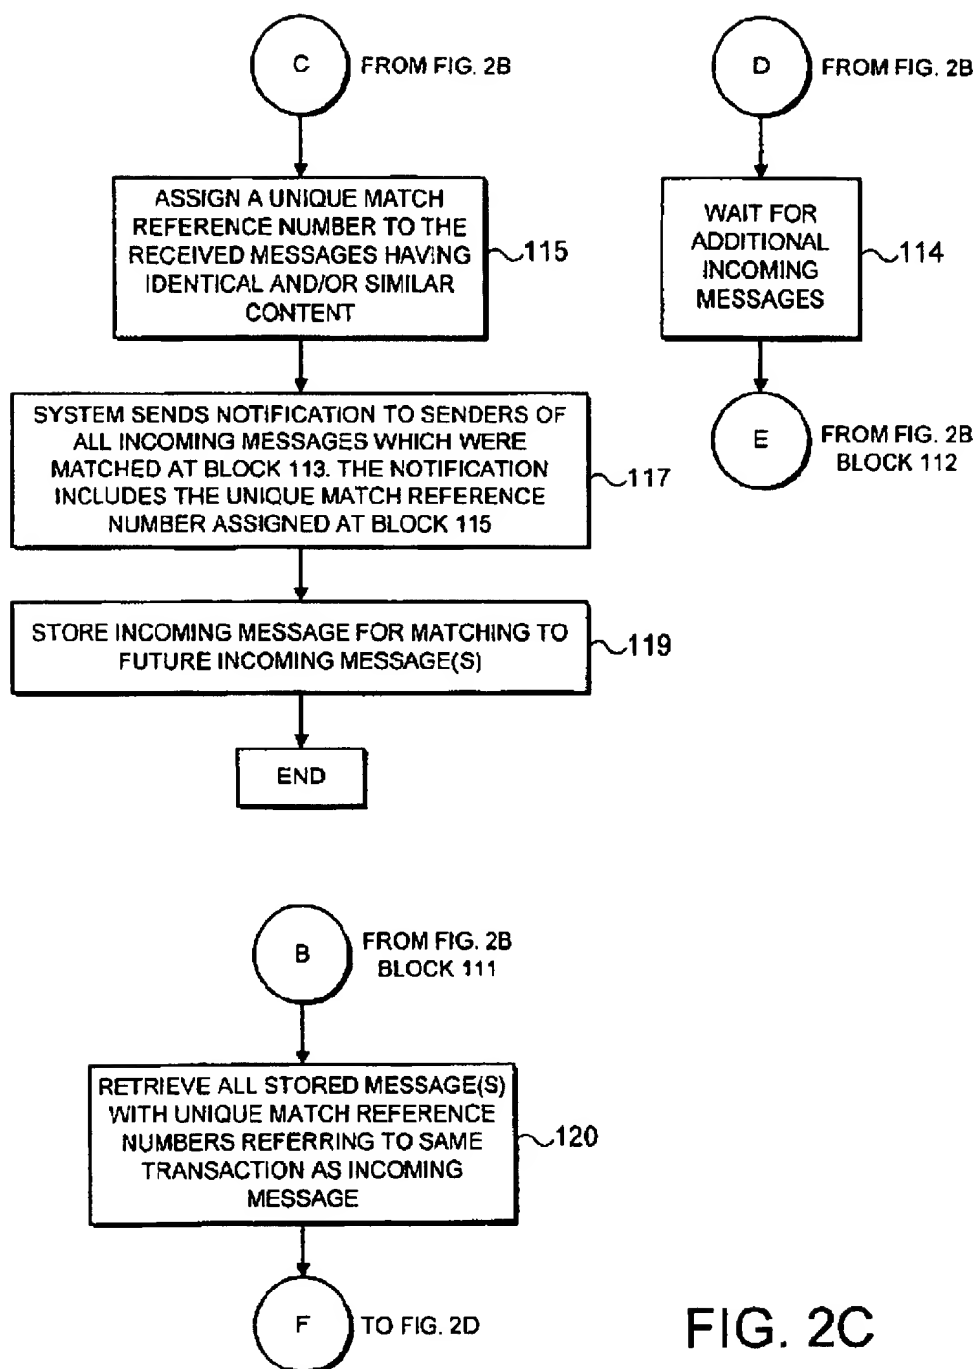 C
FROM FIG. 2B
ASSIGN A UNIQUE MATCH
REFERENCE NUMBER TO THE
RECEIVED MESSAGES HAVING
IDENTICAL AND/OR SIMILAR
CONTENT
115
SYSTEM SENDS NOTIFICATION TO SENDERS OF
ALL INCOMING MESSAGES WHICH WERE
MATCHED AT BLOCK 113. THE NOTIFICATION
INCLUDES THE UNIQUE MATCH REFERENCE
NUMBER ASSIGNED AT BLOCK 115
117
STORE INCOMING MESSAGE FOR MATCHING TO
FUTURE INCOMING MESSAGE(S)
119
END
D
FROM FIG. 2B
WAIT FOR
ADDITIONAL
INCOMING
MESSAGES
114
E
FROM FIG. 2B
BLOCK 112
B
FROM FIG. 2B
BLOCK 111
RETRIEVE ALL STORED MESSAGE(S)
WITH UNIQUE MATCH REFERENCE
NUMBERS REFERRING TO SAME
TRANSACTION AS INCOMING
MESSAGE
120
F
TO FIG. 2D
FIG. 2C